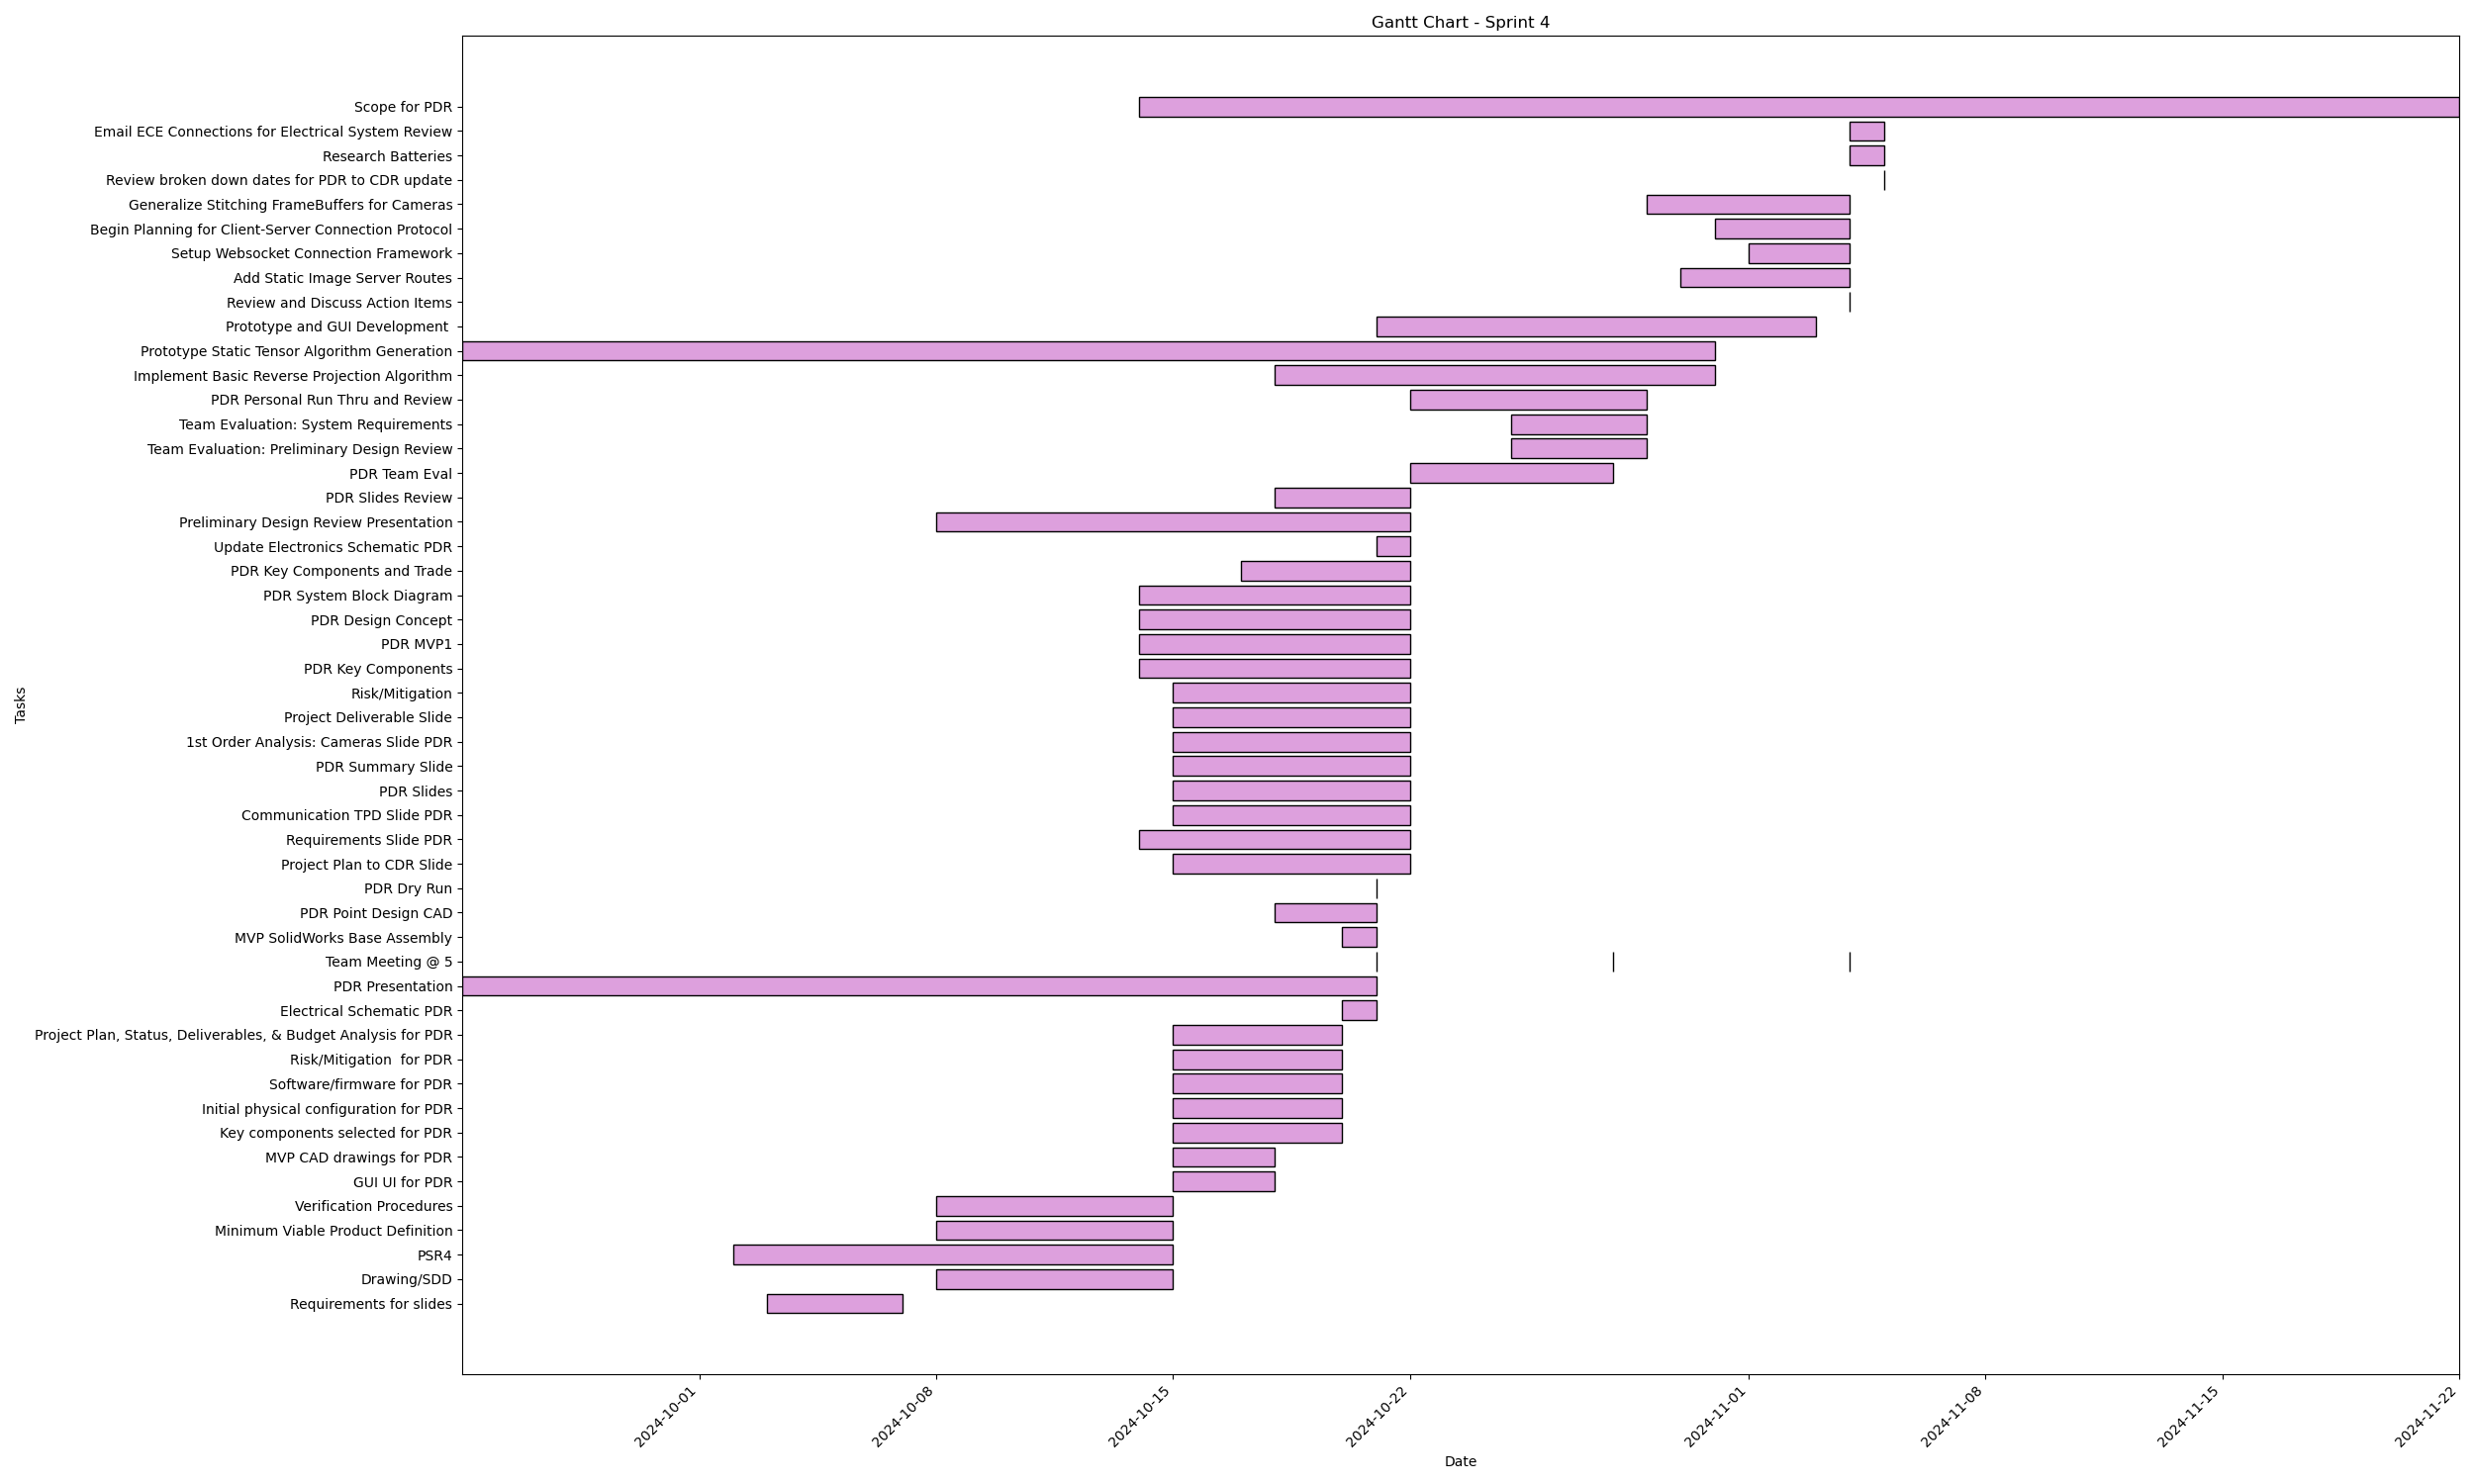 Gantt Chart - Sprint 4
Tasks
Scope for PDR
Email ECE Connections for Electrical System Review
Research Batteries
Review broken down dates for PDR to CDR update
Generalize Stitching FrameBuffers for Cameras
Begin Planning for Client-Server Connection Protocol
Setup Websocket Connection Framework
Add Static Image Server Routes
Review and Discuss Action Items
Prototype and GUI Development
Prototype Static Tensor Algorithm Generation
Implement Basic Reverse Projection Algorithm
PDR Personal Run Thru and Review
Team Evaluation: System Requirements
Team Evaluation: Preliminary Design Review
PDR Team Eval
PDR Slides Review
Preliminary Design Review Presentation
Update Electronics Schematic PDR
PDR Key Components and Trade
PDR System Block Diagram
PDR Design Concept
PDR MVP1
PDR Key Components
Risk/Mitigation
Project Deliverable Slide
1st Order Analysis: Cameras Slide PDR
PDR Summary Slide
PDR Slides
Communication TPD Slide PDR
Requirements Slide PDR
Project Plan to CDR Slide
PDR Dry Run
PDR Point Design CAD
MVP SolidWorks Base Assembly
Team Meeting @ 5
PDR Presentation
Electrical Schematic PDR
Project Plan, Status, Deliverables, & Budget Analysis for PDR
Risk/Mitigation  for PDR
Software/firmware for PDR
Initial physical configuration for PDR
Key components selected for PDR
MVP CAD drawings for PDR
GUI UI for PDR
Verification Procedures
Minimum Viable Product Definition
PSR4
Drawing/SDD
Requirements for slides
2024-10-01
2024-10-08
2024-10-15
2024-10-22
2024-11-01
2024-11-08
2024-11-15
2024-11-22
Date